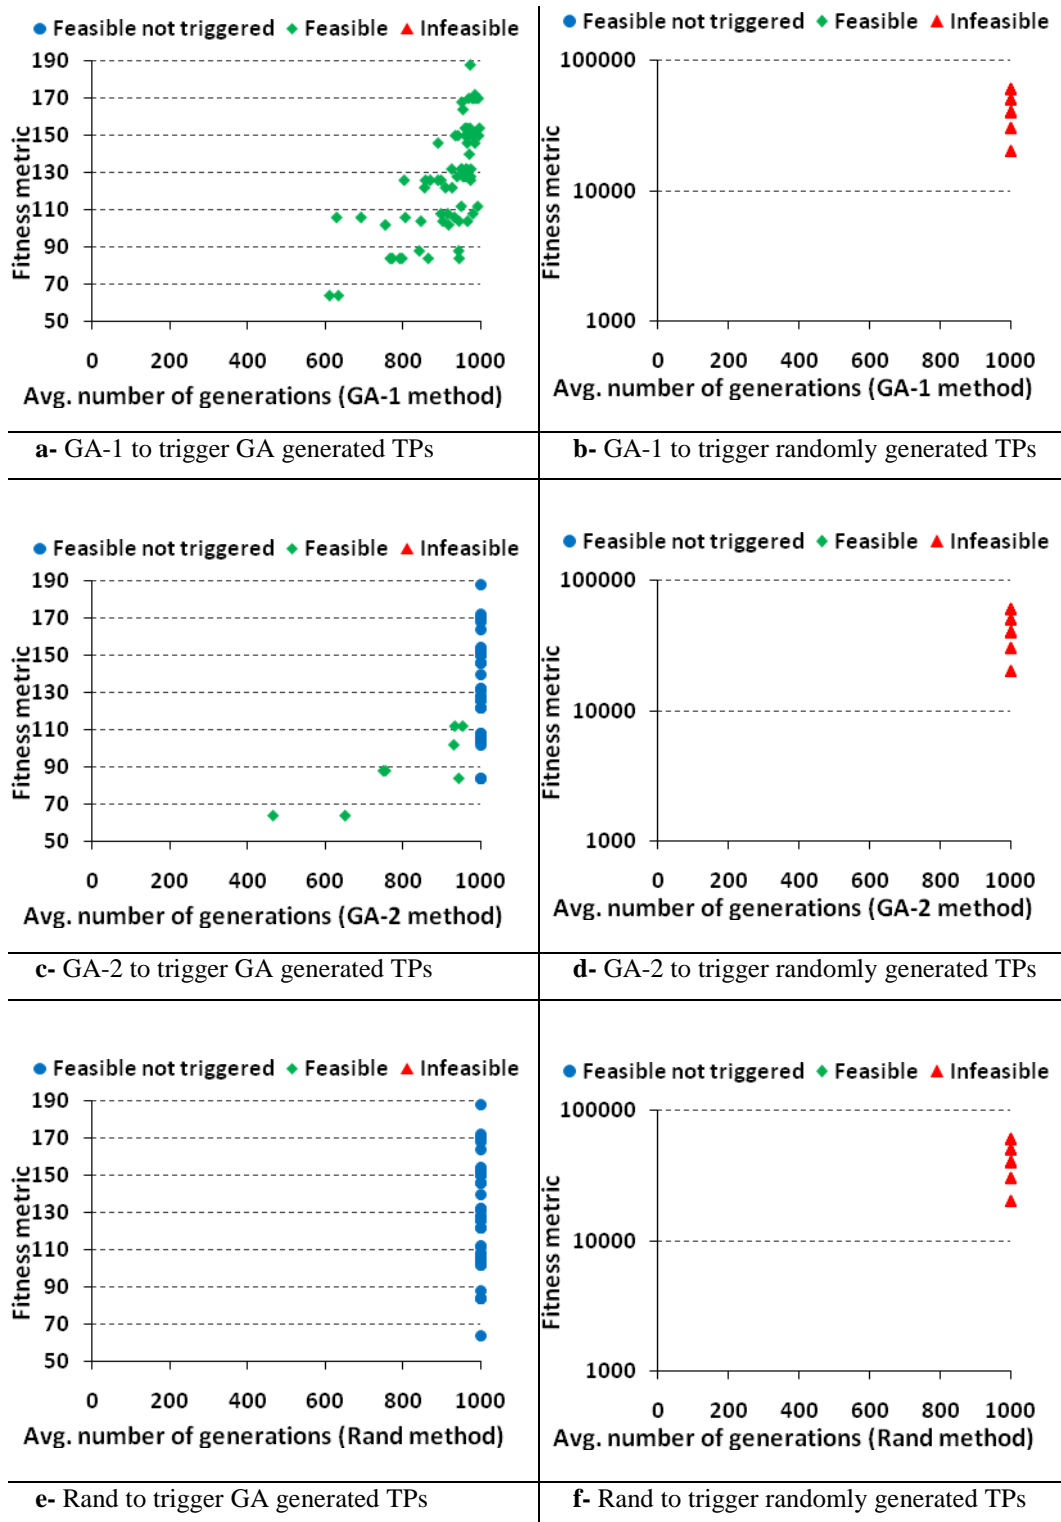 Feasible not triggered Feasible Infeasible
190
170
150
130
110
90
70
50
Fitness metric
0 200 400 600 800 1000
Avg. number of generations (GA-1 method)
Feasible not triggered Feasible Infeasible
100000
10000
1000
Fitness metric
0 200 400 600 800 1000
Avg. number of generations (GA-1 method)
a- GA-1 to trigger GA generated TPs
b- GA-1 to trigger randomly generated TPs
Feasible not triggered Feasible Infeasible
190
170
150
130
110
90
70
50
Fitness metric
0 200 400 600 800 1000
Avg. number of generations (GA-2 method)
Feasible not triggered Feasible Infeasible
100000
10000
1000
Fitness metric
0 200 400 600 800 1000
Avg. number of generations (GA-2 method)
c- GA-2 to trigger GA generated TPs
d- GA-2 to trigger randomly generated TPs
Feasible not triggered Feasible Infeasible
190
170
150
130
110
90
70
50
Fitness metric
0 200 400 600 800 1000
Avg. number of generations (Rand method)
Feasible not triggered Feasible Infeasible
100000
10000
1000
Fitness metric
0 200 400 600 800 1000
Avg. number of generations (Rand method)
e- Rand to trigger GA generated TPs
f- Rand to trigger randomly generated TPs